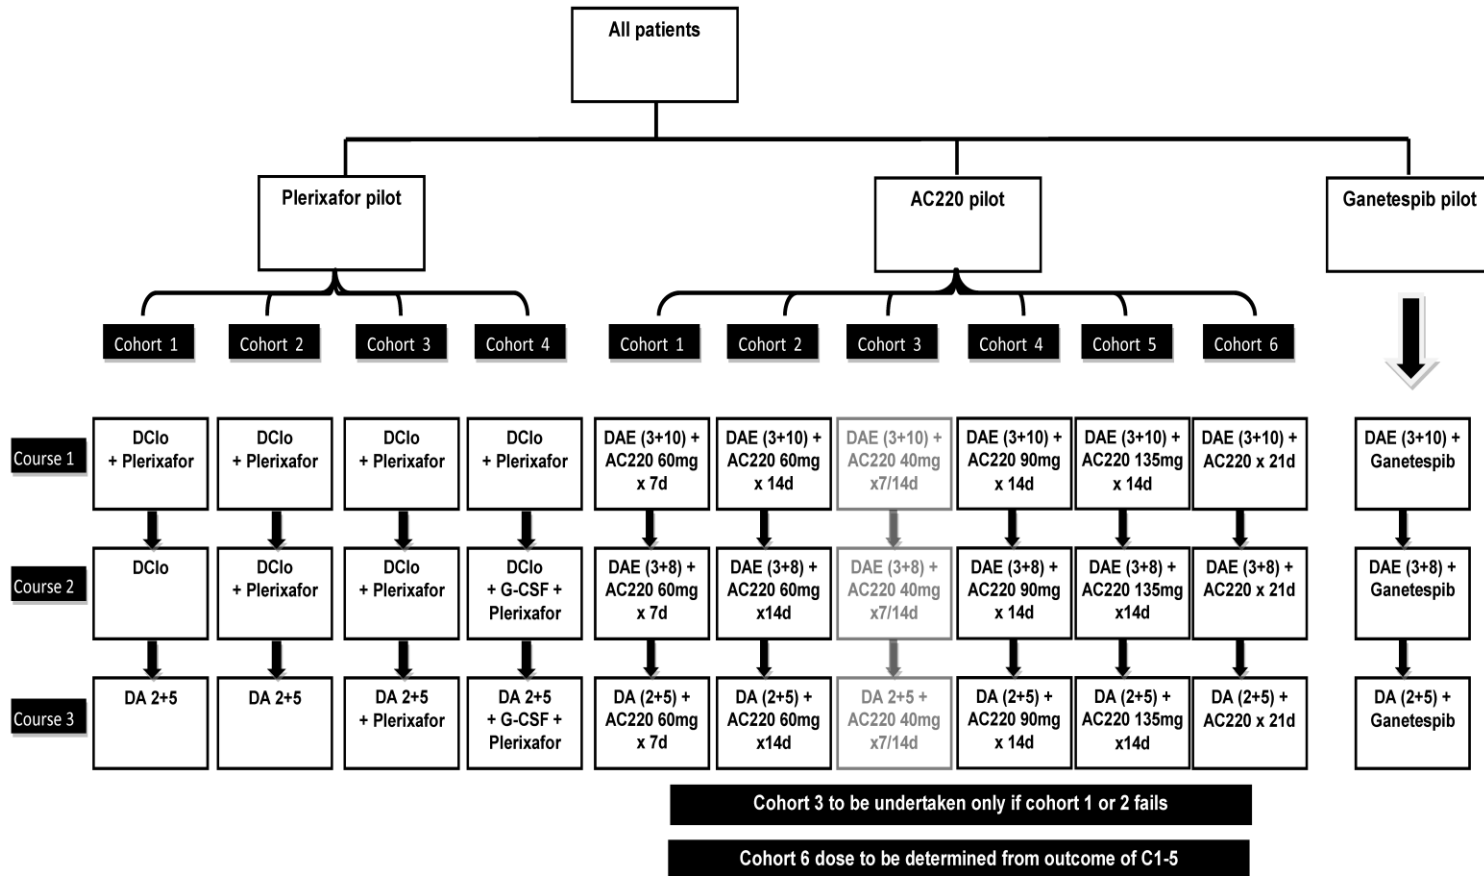 All patients
Plerixafor pilot
AC220 pilot
Ganetespib pilot
Cohort 1
Cohort 2
Cohort 3
Cohort 4
Cohort 1
Cohort 2
Cohort 3
Cohort 4
Cohort 5
Cohort 6
Course 1
DClo
+ Plerixafor
DClo
+ Plerixafor
DClo
+ Plerixafor
DClo
+ Plerixafor
DAE (3+10) +
AC220 60mg
x 7d
DAE (3+10) +
AC220 60mg
x 14d
DAE (3+10) +
AC220 40mg
x7/14d
DAE (3+10) +
AC220 90mg
x 14d
DAE (3+10) +
AC220 135mg
x 14d
DAE (3+10) +
AC220 x 21d
DAE (3+10) +
Ganetespib
Course 2
DClo
DClo
+ Plerixafor
DClo
+ Plerixafor
DClo
+ G-CSF +
Plerixafor
DAE (3+8) +
AC220 60mg
x 7d
DAE (3+8) +
AC220 60mg
x14d
DAE (3+8) +
AC220 40mg
x7/14d
DAE (3+8) +
AC220 90mg
x 14d
DAE (3+8) +
AC220 135mg
x14d
DAE (3+8) +
AC220 x 21d
DAE (3+8) +
Ganetespib
Course 3
DA 2+5
DA 2+5
DA 2+5
+ Plerixafor
DA 2+5
+ G-CSF +
Plerixafor
DA (2+5) +
AC220 60mg
x 7d
DA (2+5) +
AC220 60mg
x14d
DA 2+5 +
AC220 40mg
x7/14d
DA (2+5) +
AC220 90mg
x 14d
DA (2+5) +
AC220 135mg
x14d
DA (2+5) +
AC220 x 21d
DA (2+5) +
Ganetespib
Cohort 3 to be undertaken only if cohort 1 or 2 fails
Cohort 6 dose to be determined from outcome of C1-5